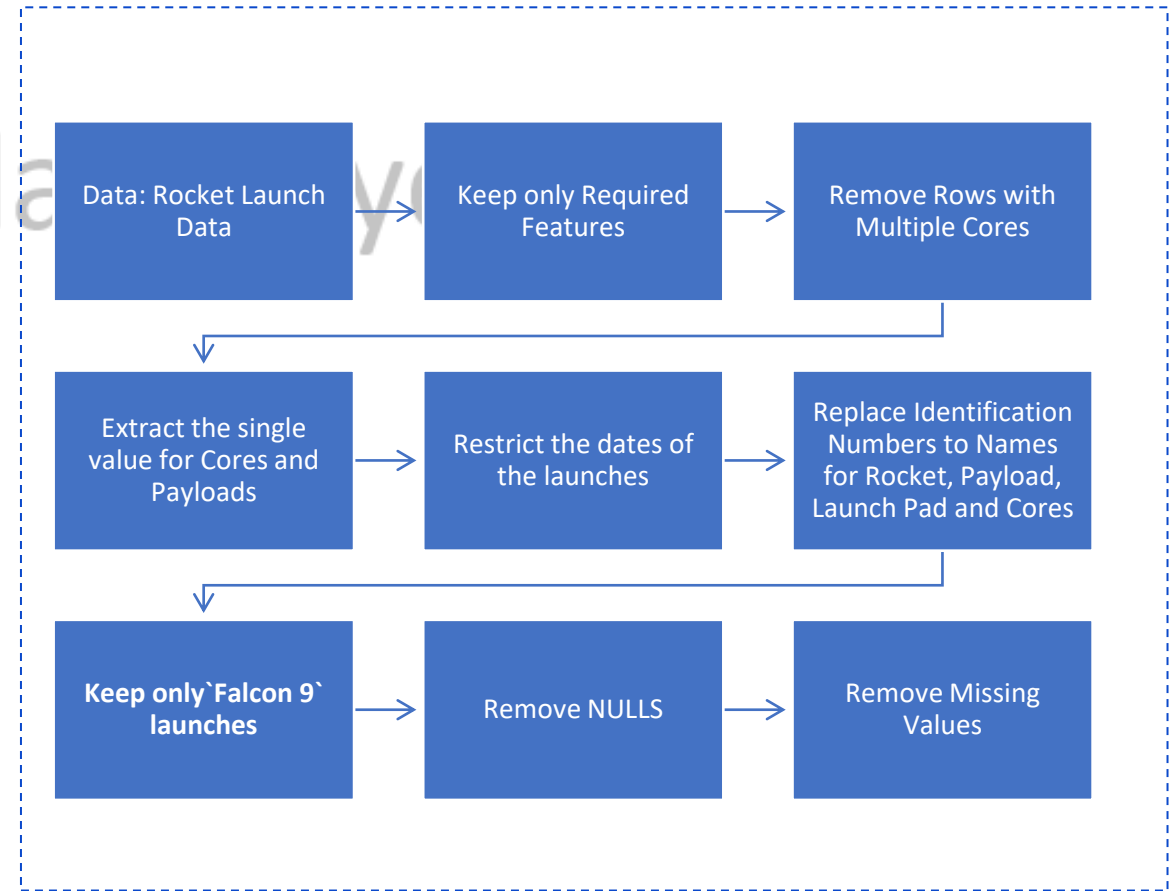 Data: Rocket Launch
Data
Keep only Required
Features
Remove Rows with
Multiple Cores
Extract the single
value for Cores and
Payloads
Restrict the dates of
the launches
Replace Identification
Numbers to Names
for Rocket, Payload,
Launch Pad and Cores
Keep only`Falcon 9`
launches
Remove NULLS
Remove Missing
Values